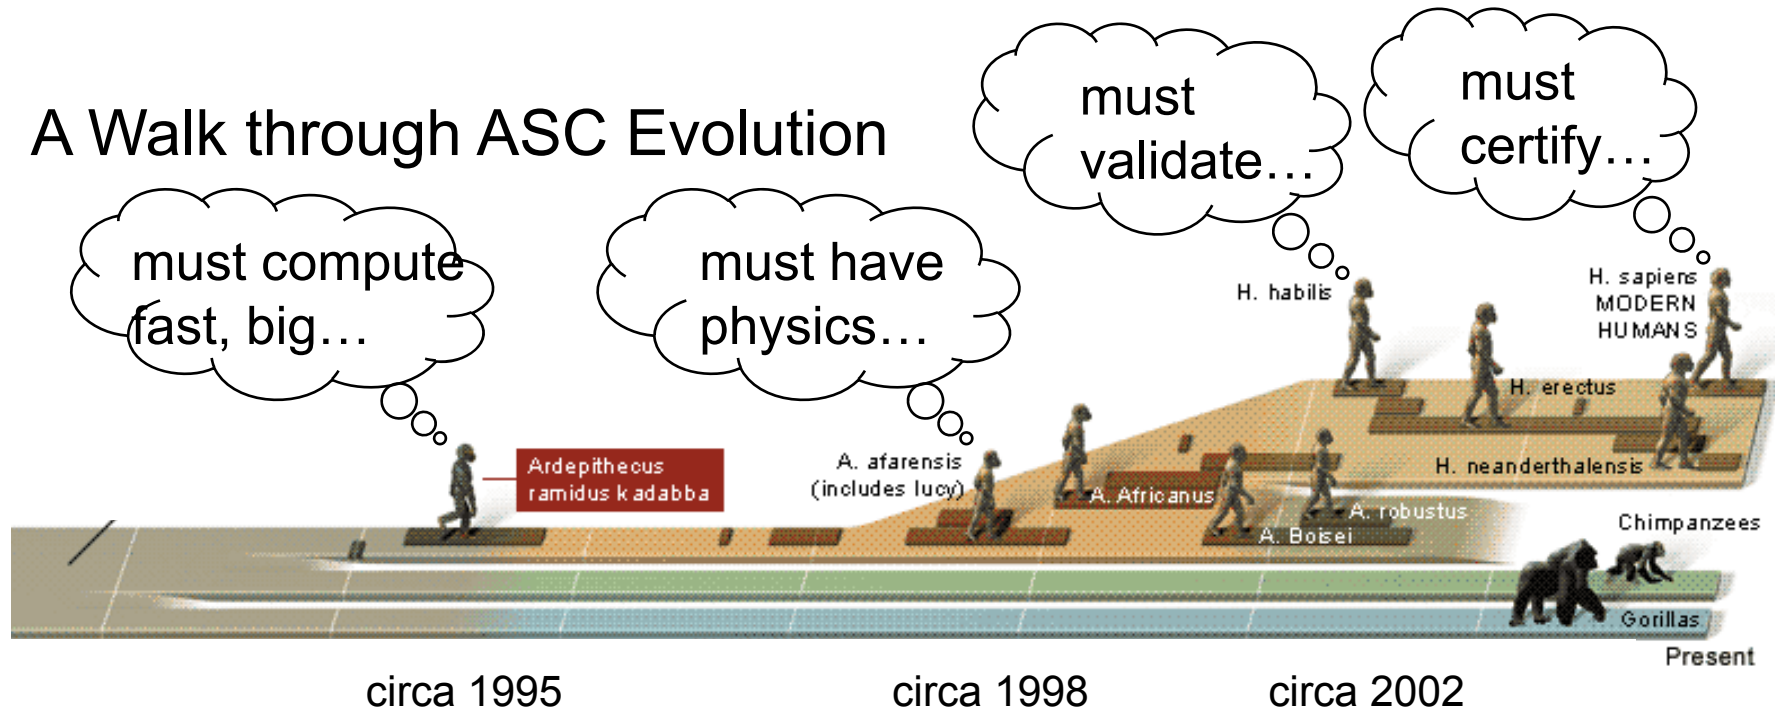 A Walk through ASC Evolution
must compute
fast, big…
must have
physics…
must
validate…
must
certify…
Ardepithecus
ramidus kadabba
A. afarensis
(includes lucy)
A. Africanus
A. Boisei
A. robustus
H. habilis
H. erectus
H. neanderthalensis
H. sapiens
MODERN
HUMANS
Chimpanzees
Gorillas
Present
circa 1995
circa 1998
circa 2002